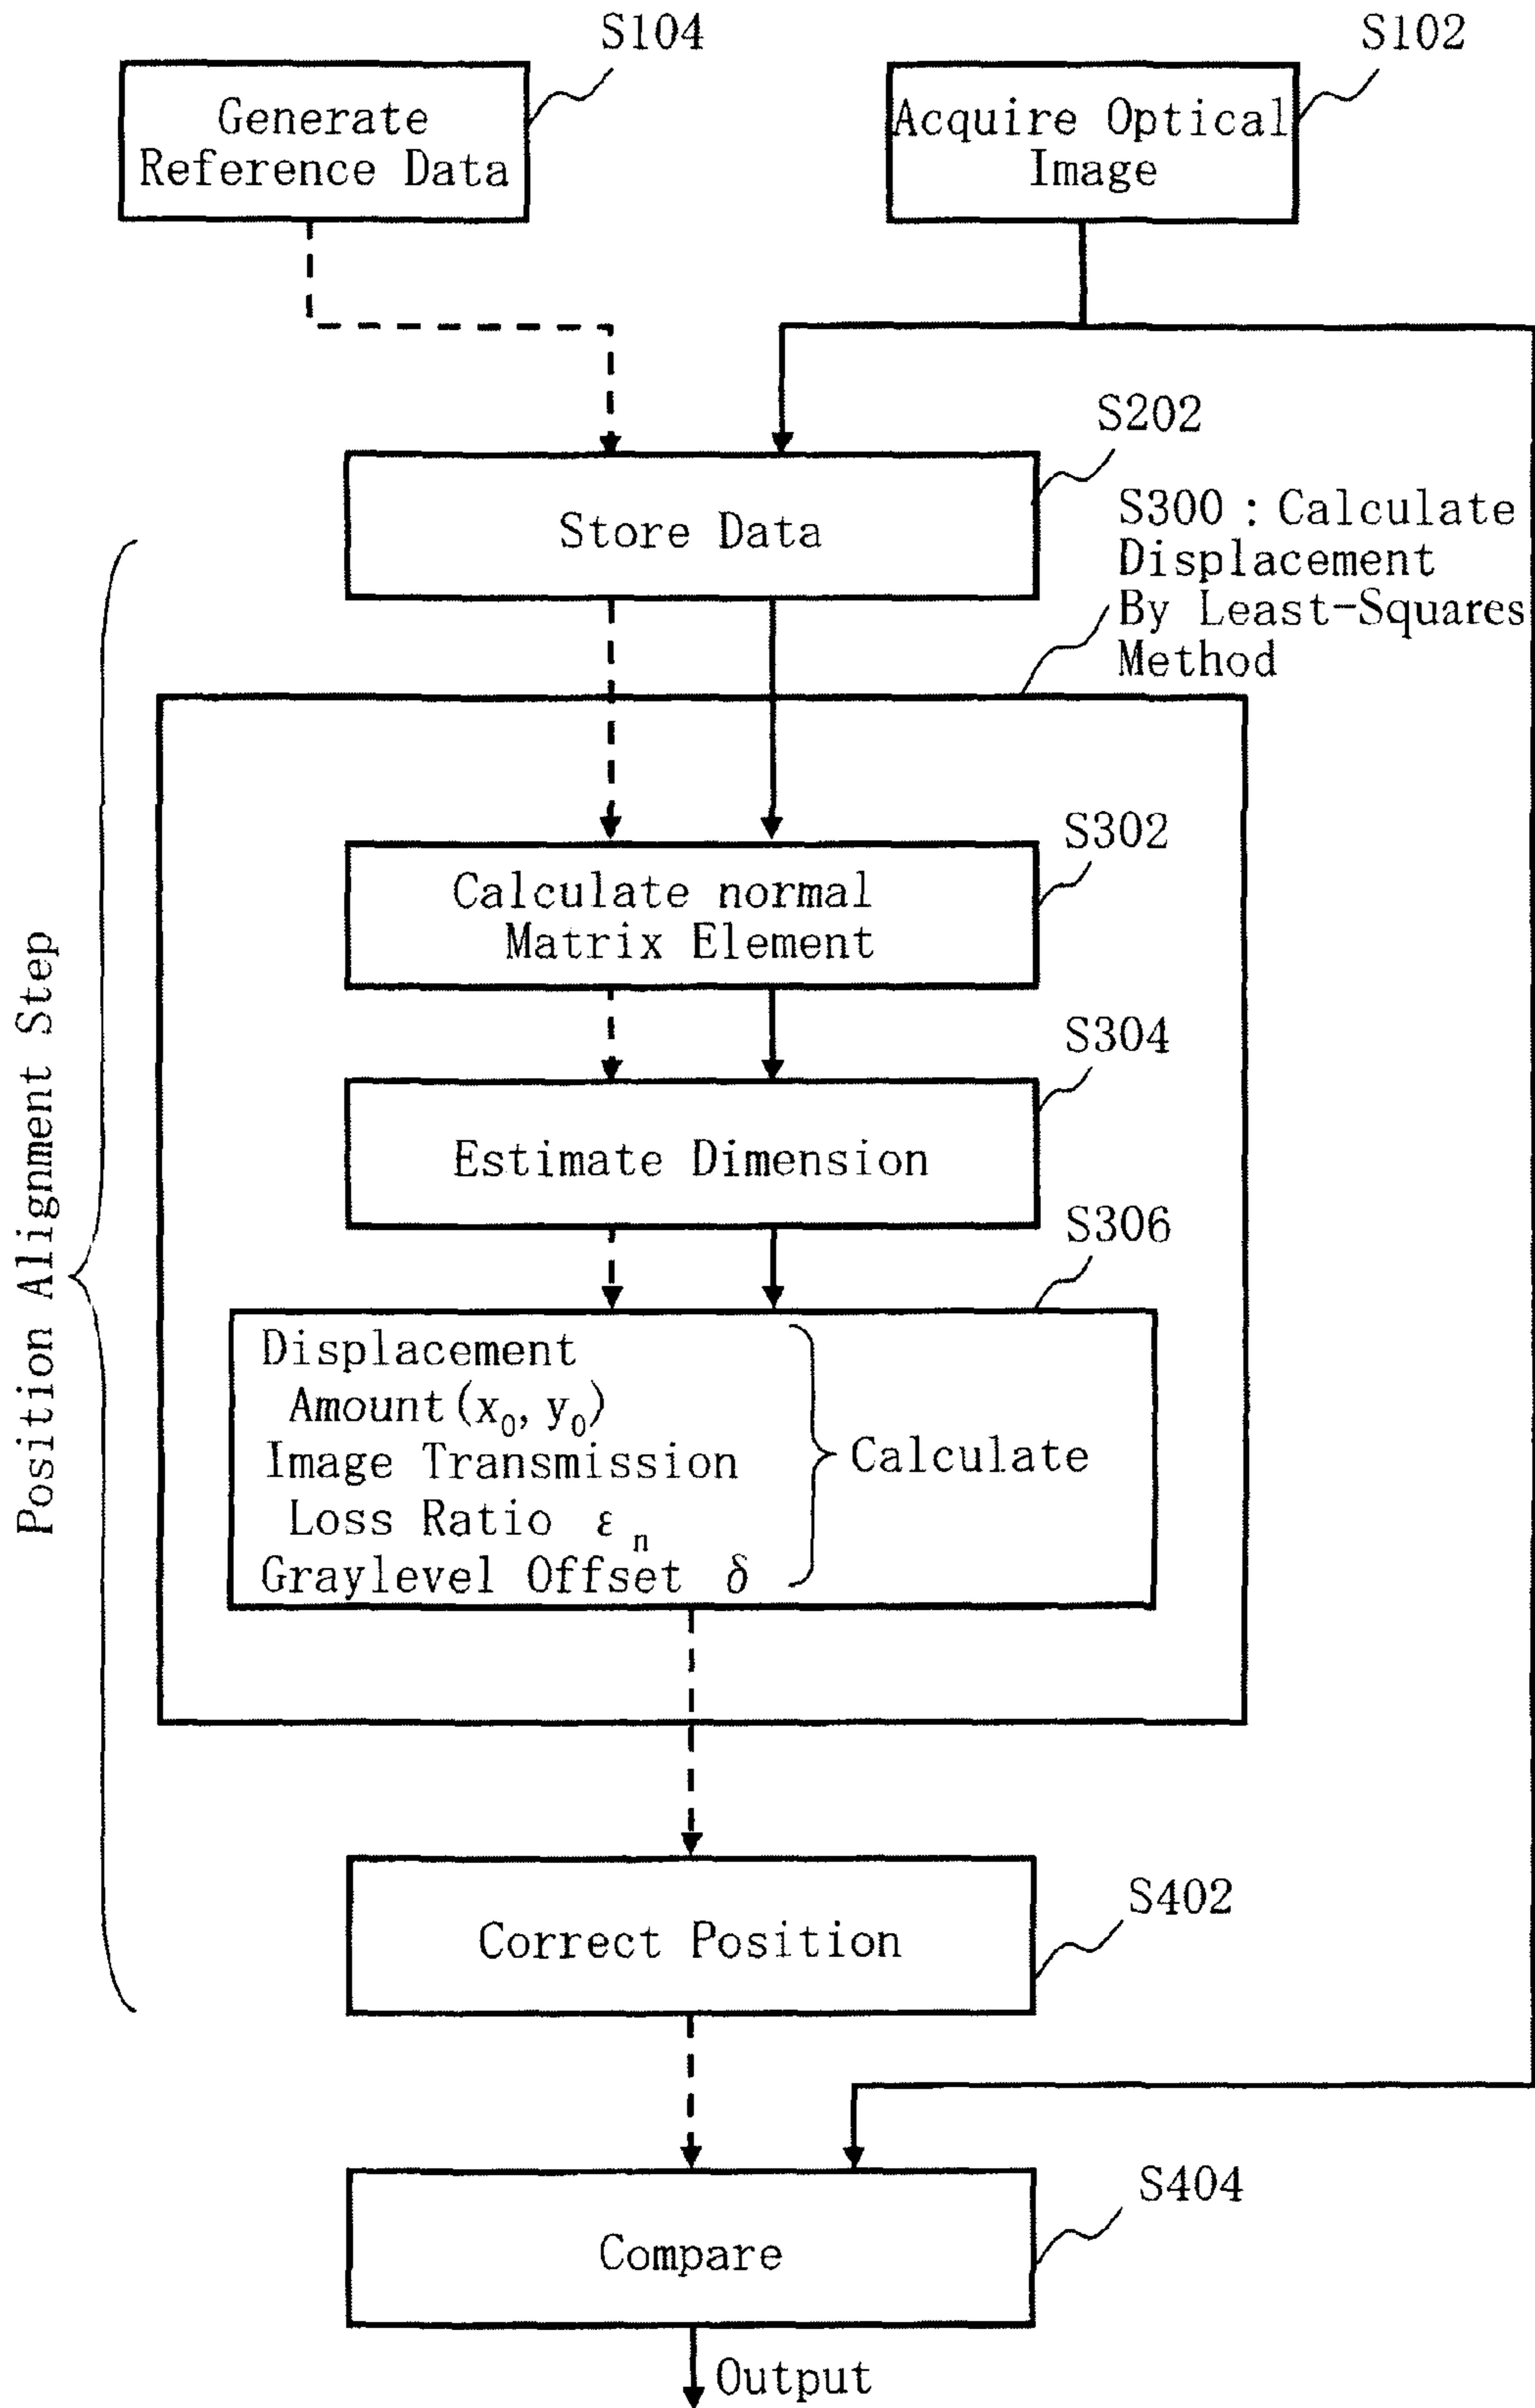 S104
Generate
Reference Data
S102
Acquire Optical
Image
S202
Store Data
S300 : Calculate
Displacement
By Least-Squares
Method
Position Alignment Step
S302
Calculate normal
Matrix Element
S304
Estimate Dimension
S306
Displacement
Amount(x₀, y₀)
Image Transmission
Loss Ratio εₙ
Graylevel Offset δ
Calculate
S402
Correct Position
S404
Compare
Output